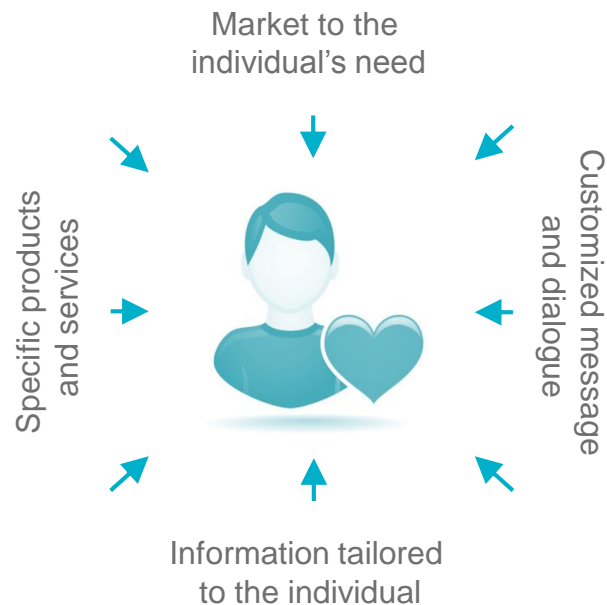 Market to the
individual's need
Specific products
and services
Customized message
and dialogue
Information tailored
to the individual